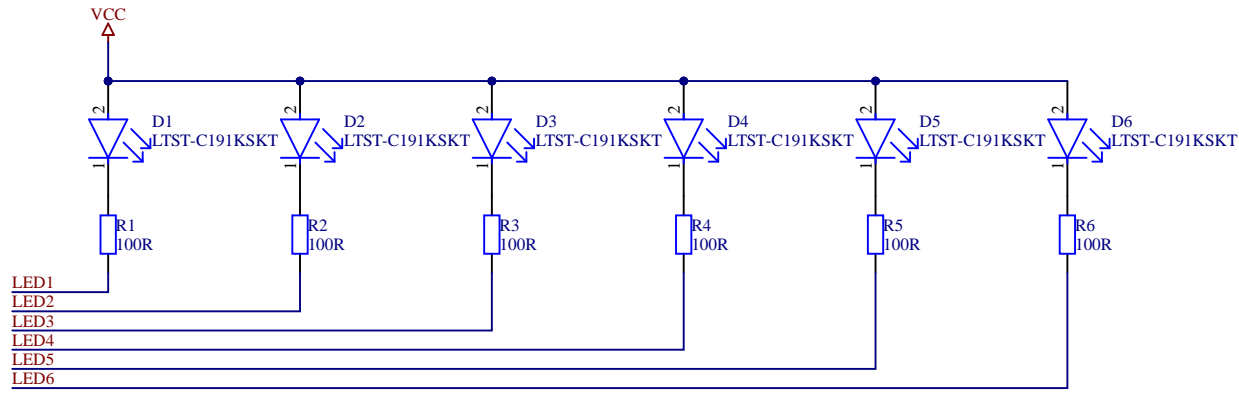 VCC
2
D1
LTST-C191KSKT
1
2
D2
LTST-C191KSKT
1
2
D3
LTST-C191KSKT
1
2
D4
LTST-C191KSKT
1
2
D5
LTST-C191KSKT
1
2
D6
LTST-C191KSKT
1
R1
100R
R2
100R
R3
100R
R4
100R
R5
100R
R6
100R
LED1
LED2
LED3
LED4
LED5
LED6